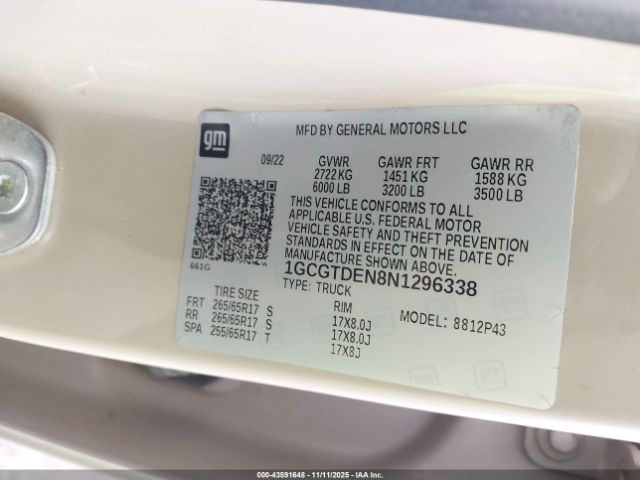 gm
MFD BY GENERAL MOTORS LLC
09/22 GVWR GAWR FRT GAWR RR
2722 KG 1451 KG 1588 KG
6000 LB 3200 LB 3500 LB
THIS VEHICLE CONFORMS TO ALL
APPLICABLE U.S. FEDERAL MOTOR
VEHICLE SAFETY AND THEFT PREVENTION
STANDARDS IN EFFECT ON THE DATE OF
MANUFACTURE SHOWN ABOVE.
661G
1GCGTDEN8N1296338
TYPE: TRUCK
TIRE SIZE RIM MODEL: 8812P43
FRT 265/65R17 S 17X8.0J
RR 265/65R17 S 17X8.0J
SPA 255/65R17 T 17X8J
000-43591648 - 11/11/2025 - IAA, Inc.